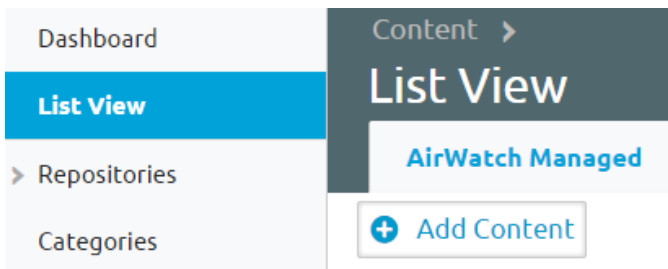 Dashboard
List View
Repositories
Categories
Content
List View
AirWatch Managed
Add Content